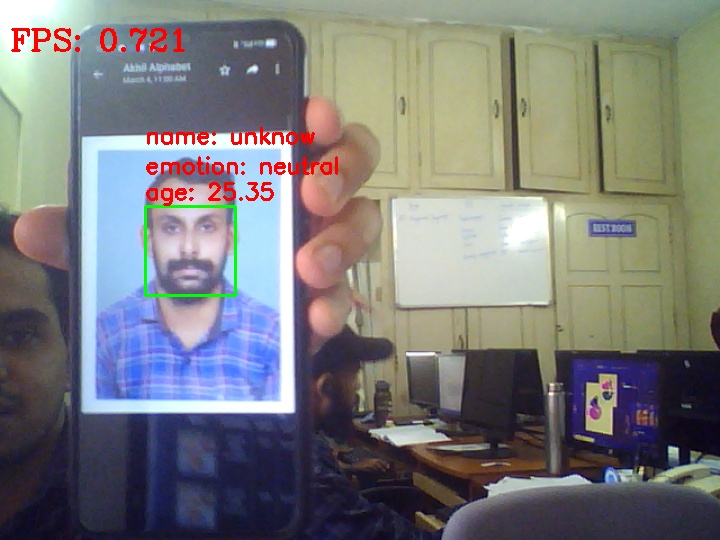 FPS: 0.721
Akhil Alphabet
March 4, 11:00 AM
name: unknow
emotion: neutral
age: 25.35
REST ROOM